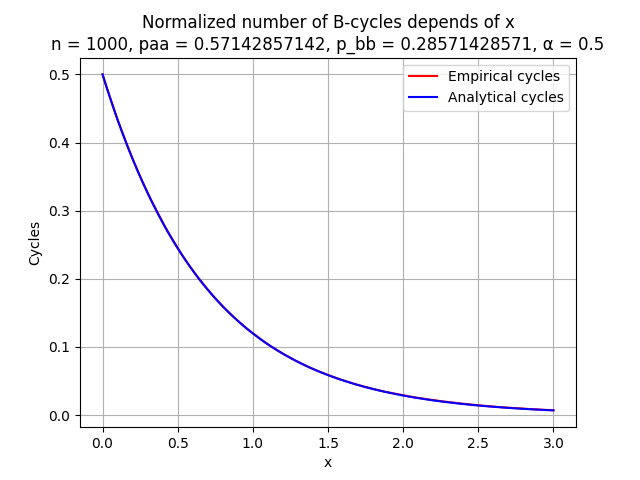 Normalized number of B-cycles depends of x
n = 1000, paa = 0.57142857142, p_bb = 0.28571428571, α = 0.5
Empirical cycles
Analytical cycles
Cycles
0.5
0.4
0.3
0.2
0.1
0.0
0.0 0.5 1.0 1.5 2.0 2.5 3.0
x